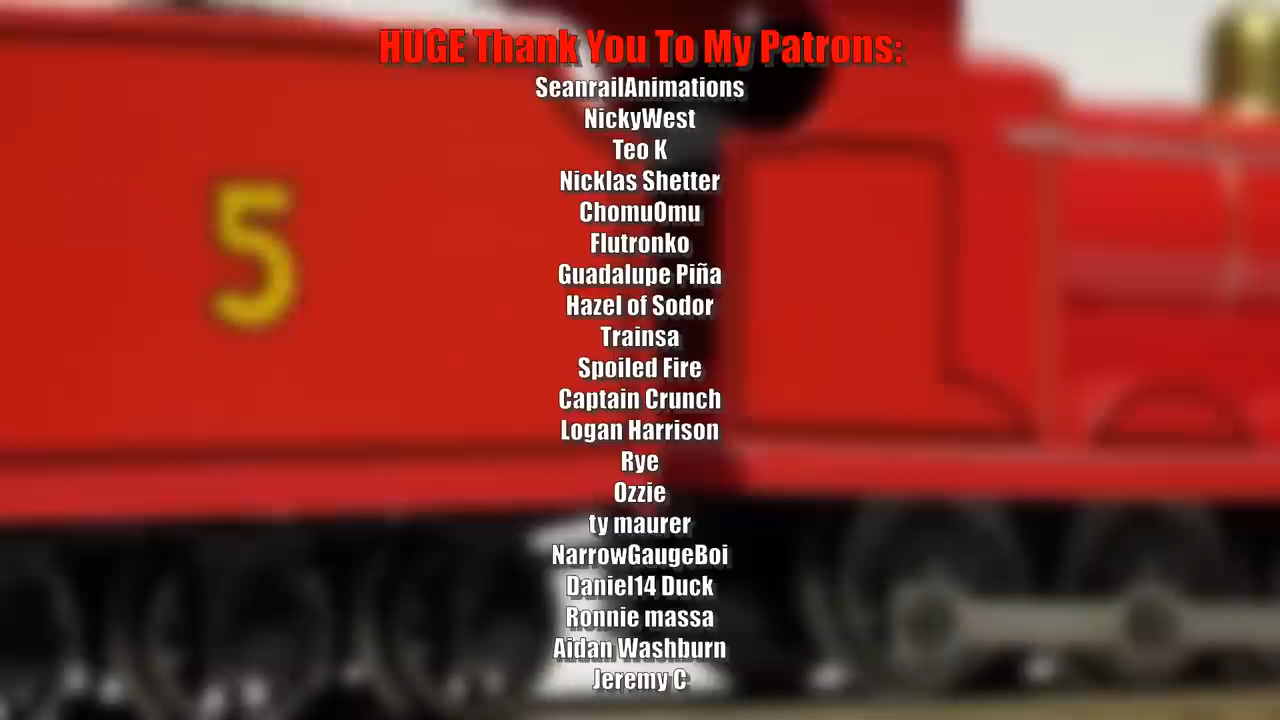 HUGE Thank You To My Patrons:
SeanrailAnimations
NickyWest
Teo K
Nicklas Shetter
ChomuOmu
Flutronko
Guadalupe Piña
Hazel of Sodor
Trainsa
Spoiled Fire
Captain Crunch
Logan Harrison
Rye
Ozzie
ty maurer
NarrowGaugeBoi
Daniel14 Duck
Ronnie massa
Aidan Washburn
Jeremy C
5